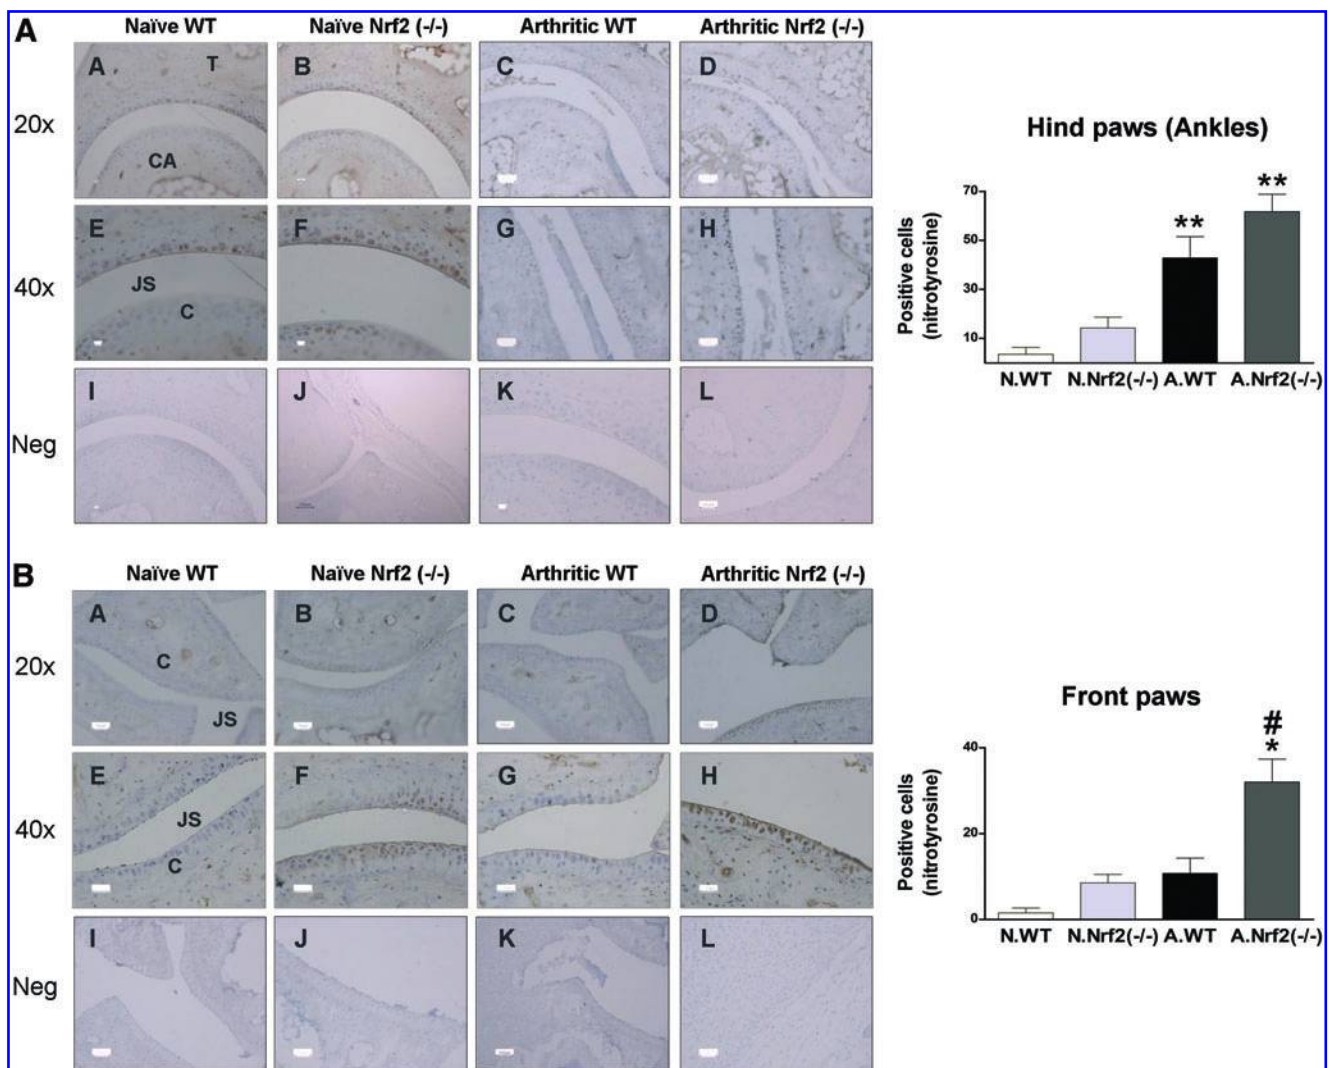 A
Naïve WT Naïve Nrf2 (-/-) Arthritic WT Arthritic Nrf2 (-/-)
20x
A T CA B C D
40x
E JS C F G H
Neg
I J K L
Hind paws (Ankles)
Positive cells
(nitrotyrosine)
70
50
30
10
** **
N.WT N.Nrf2(-/-) A.WT A.Nrf2(-/-)
B
Naïve WT Naïve Nrf2 (-/-) Arthritic WT Arthritic Nrf2 (-/-)
20x
A C JS B C D
40x
E JS C F G H
Neg
I J K L
Front paws
Positive cells
(nitrotyrosine)
40
20
0
#
*
N.WT N.Nrf2(-/-) A.WT A.Nrf2(-/-)